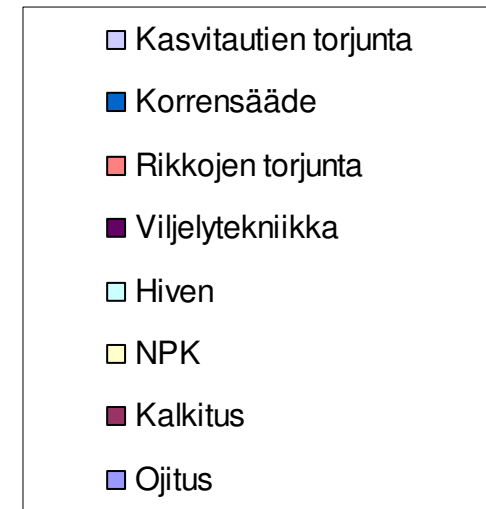 Kasvitautien torjunta
Korrensääde
Rikkojen torjunta
Viljelytekniikka
Hiven
NPK
Kalkitus
Ojitus